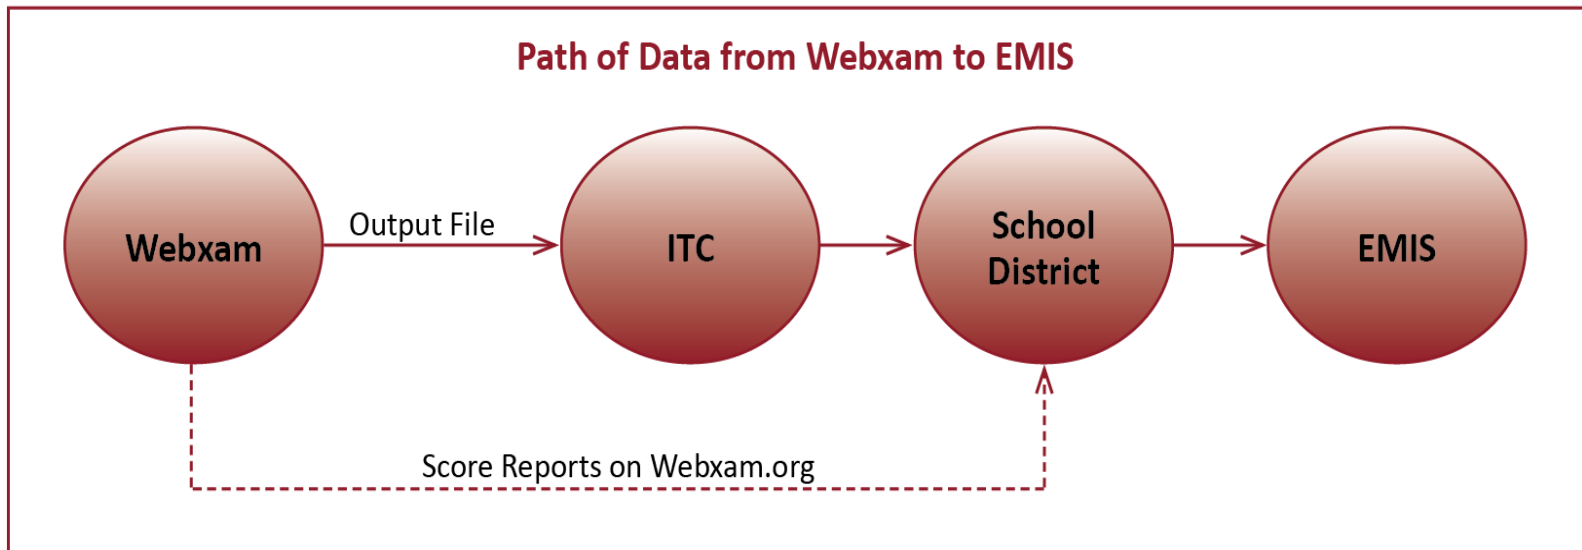 Path of Data from Webxam to EMIS
Webxam
Output File
ITC
School
District
EMIS
Score Reports on Webxam.org